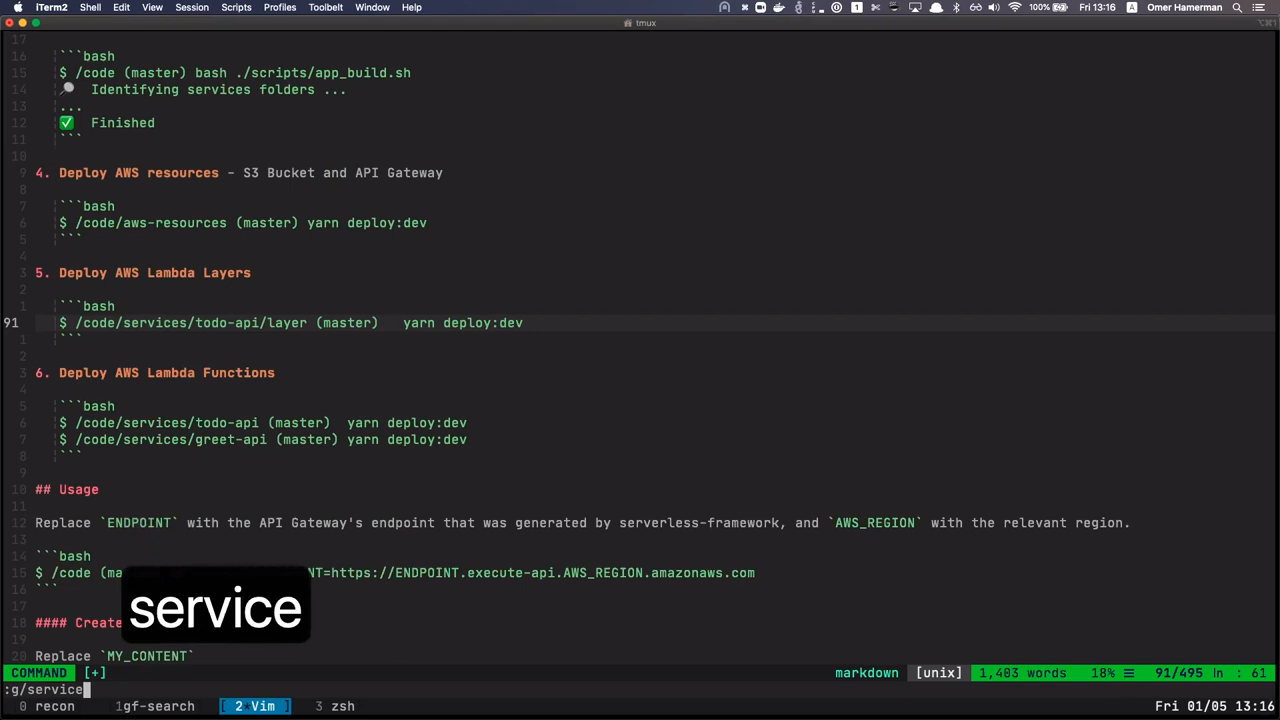 iTerm2 Shell Edit View Session Scripts Profiles Toolbelt Window Help 1 100% A Fri 13:16 Omer Hamerman
tmux
17
16 ```bash
15 $ /code (master) bash ./scripts/app_build.sh
14 🔎 Identifying services folders ...
13 ...
12 ✅ Finished
11 ```
10
9 4. Deploy AWS resources - S3 Bucket and API Gateway
8
7 ```bash
6 $ /code/aws-resources (master) yarn deploy:dev
5 ```
4
3 5. Deploy AWS Lambda Layers
2
1 ```bash
91 $ /code/services/todo-api/layer (master) yarn deploy:dev
1 ```
2
3 6. Deploy AWS Lambda Functions
4
5 ```bash
6 $ /code/services/todo-api (master) yarn deploy:dev
7 $ /code/services/greet-api (master) yarn deploy:dev
8 ```
9
10 ## Usage
11
12 Replace `ENDPOINT` with the API Gateway's endpoint that was generated by serverless-framework, and `AWS_REGION` with the relevant region.
13
14 ```bash
15 $ /code NT=https://ENDPOINT.execute-api.AWS_REGION.amazonaws.com
16 ```
17
service
18 #### Create
19
20 Replace `MY_CONTENT`
COMMAND [+] markdown [unix] 1,403 words 18% ☰ 91/495 ln : 61
:g/service
0 recon 1gf-search 2*Vim 3 zsh Fri 01/05 13:16